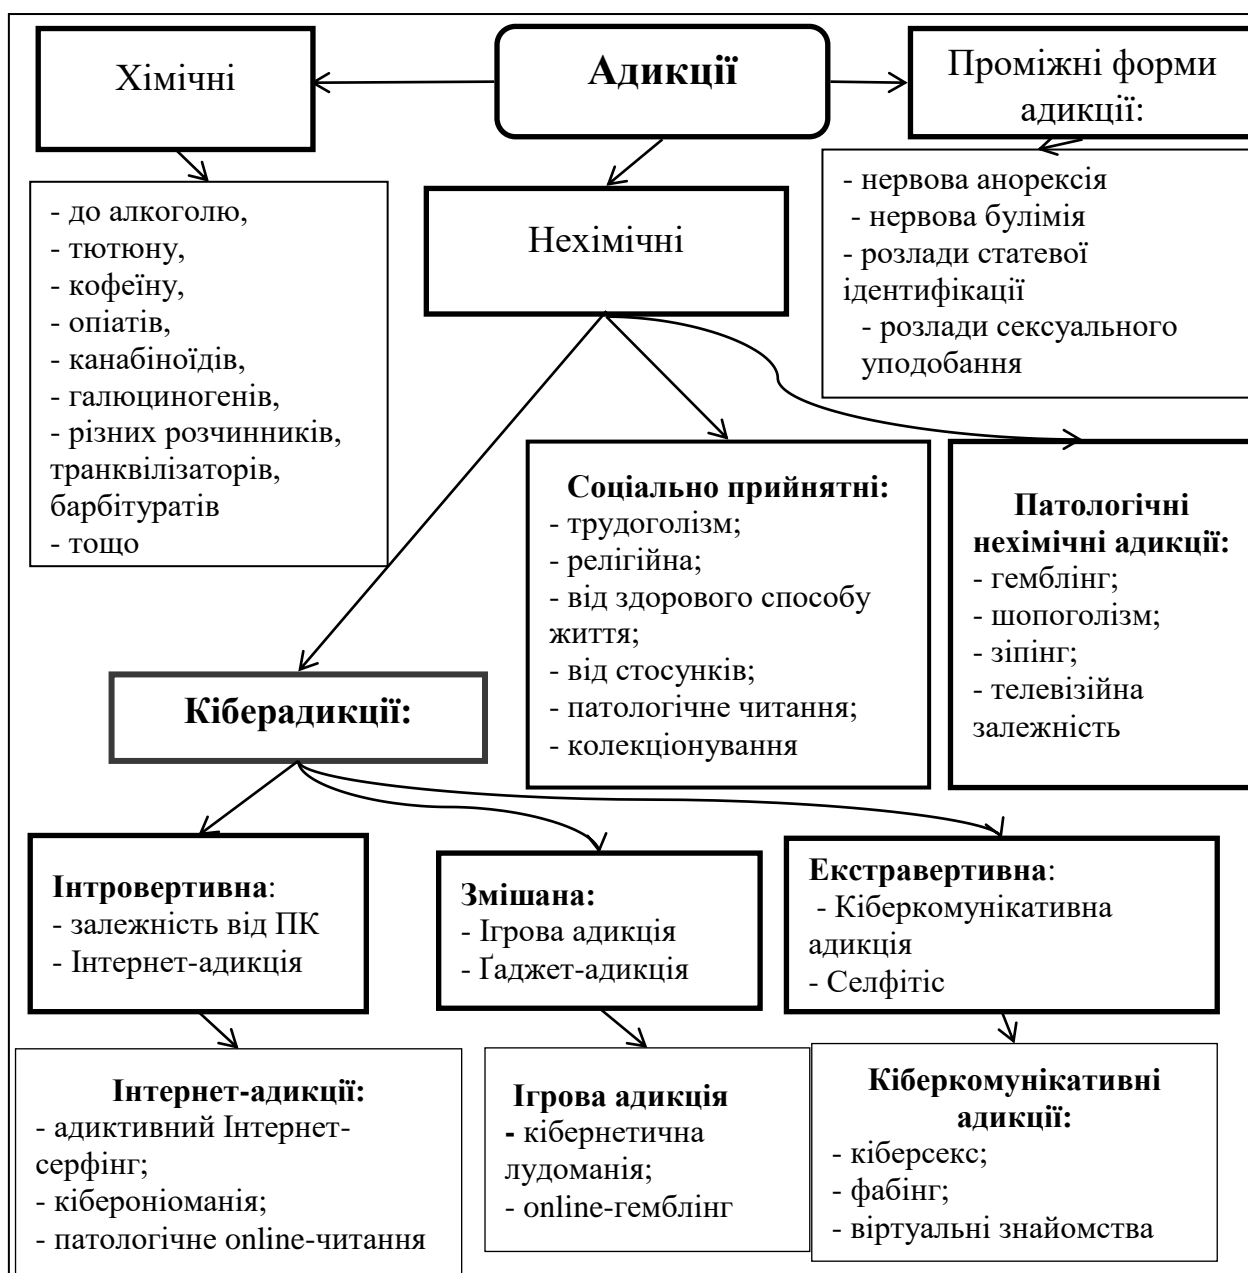 Адикції
Хімічні
- до алкоголю,
- тютюну,
- кофеїну,
- опіатів,
- канабіноїдів,
- галюциногенів,
- різних розчинників,
транквілізаторів,
барбітуратів
- тощо
Проміжні форми
адикції:
- нервова анорексія
- нервова булімія
- розлади статевої
ідентифікації
- розлади сексуального
уподобання
Нехімічні
Соціально прийнятні:
- трудоголізм;
- релігійна;
- від здорового способу
життя;
- від стосунків;
- патологічне читання;
- колекціонування
Патологічні
нехімічні адикції:
- гемблінг;
- шопоголізм;
- зіпінг;
- телевізійна
залежність
Кіберадикції:
Інтровертивна:
- залежність від ПК
- Інтернет-адикція
Змішана:
- Ігрова адикція
- Ґаджет-адикція
Екстравертивна:
- Кіберкомунікативна
адикція
- Селфітіс
Інтернет-адикції:
- адиктивний Інтернет-
серфінг;
- кібероніоманія;
- патологічне online-читання
Ігрова адикція
- кібернетична
лудоманія;
- online-гемблінг
Кіберкомунікативні
адикції:
- кіберсекс;
- фабінг;
- віртуальні знайомства